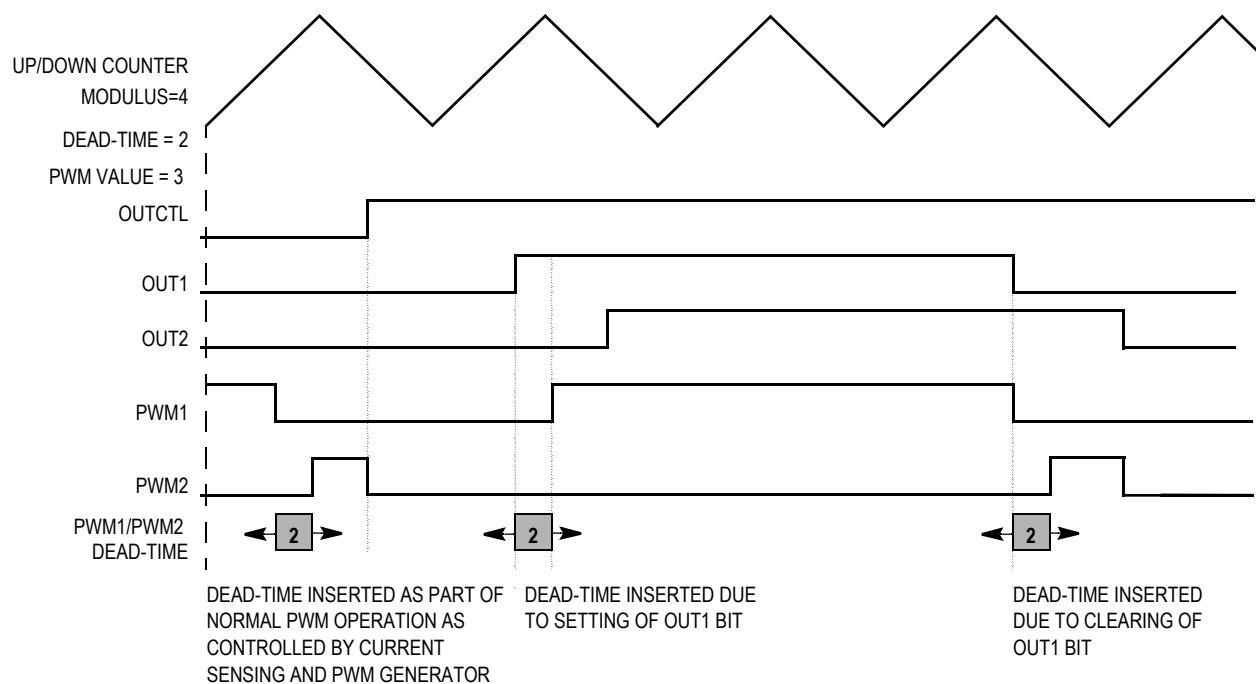 UP/DOWN COUNTER
MODULUS=4
DEAD-TIME = 2
PWM VALUE = 3
OUTCTL
OUT1
OUT2
PWM1
PWM2
PWM1/PWM2
DEAD-TIME
2
2
2
DEAD-TIME INSERTED AS PART OF
NORMAL PWM OPERATION AS
CONTROLLED BY CURRENT
SENSING AND PWM GENERATOR
DEAD-TIME INSERTED DUE
TO SETTING OF OUT1 BIT
DEAD-TIME INSERTED
DUE TO CLEARING OF
OUT1 BIT